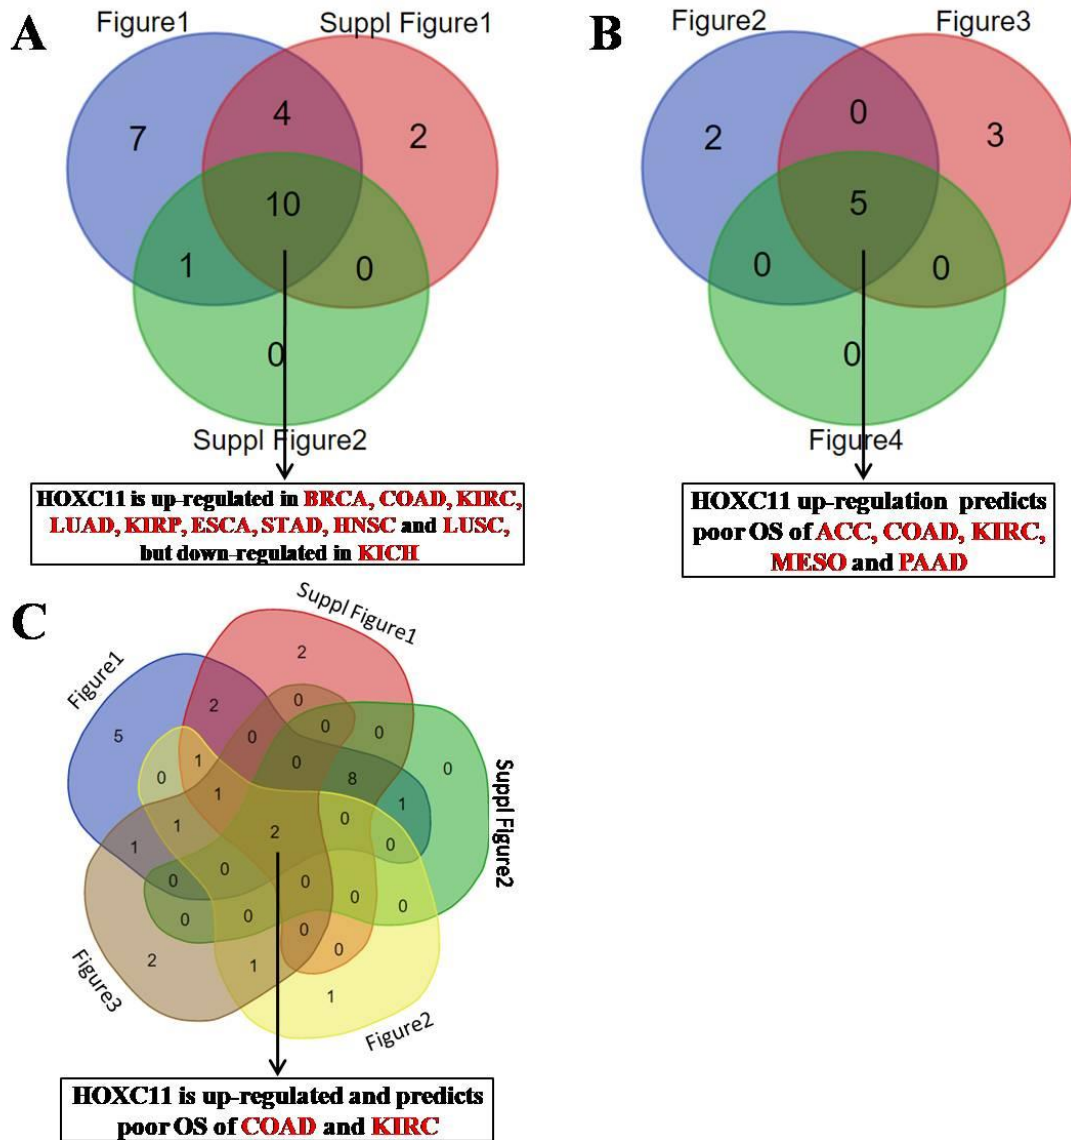 A
Figure1
Suppl Figure1
7
4
2
10
1
0
0
Suppl Figure2
HOXC11 is up-regulated in BRCA, COAD, KIRC,
LUAD, KIRP, ESCA, STAD, HNSC and LUSC,
but down-regulated in KICH
B
Figure2
Figure3
2
0
3
5
0
0
0
Figure4
HOXC11 up-regulation predicts
poor OS of ACC, COAD, KIRC,
MESO and PAAD
C
Suppl Figure1
Figure1
Suppl Figure2
Figure3
Figure2
2
0
2
5
0
0
0
0
1
0
0
8
1
1
0
1
2
0
0
1
0
0
0
0
0
0
0
0
2
1
0
1
HOXC11 is up-regulated and predicts
poor OS of COAD and KIRC